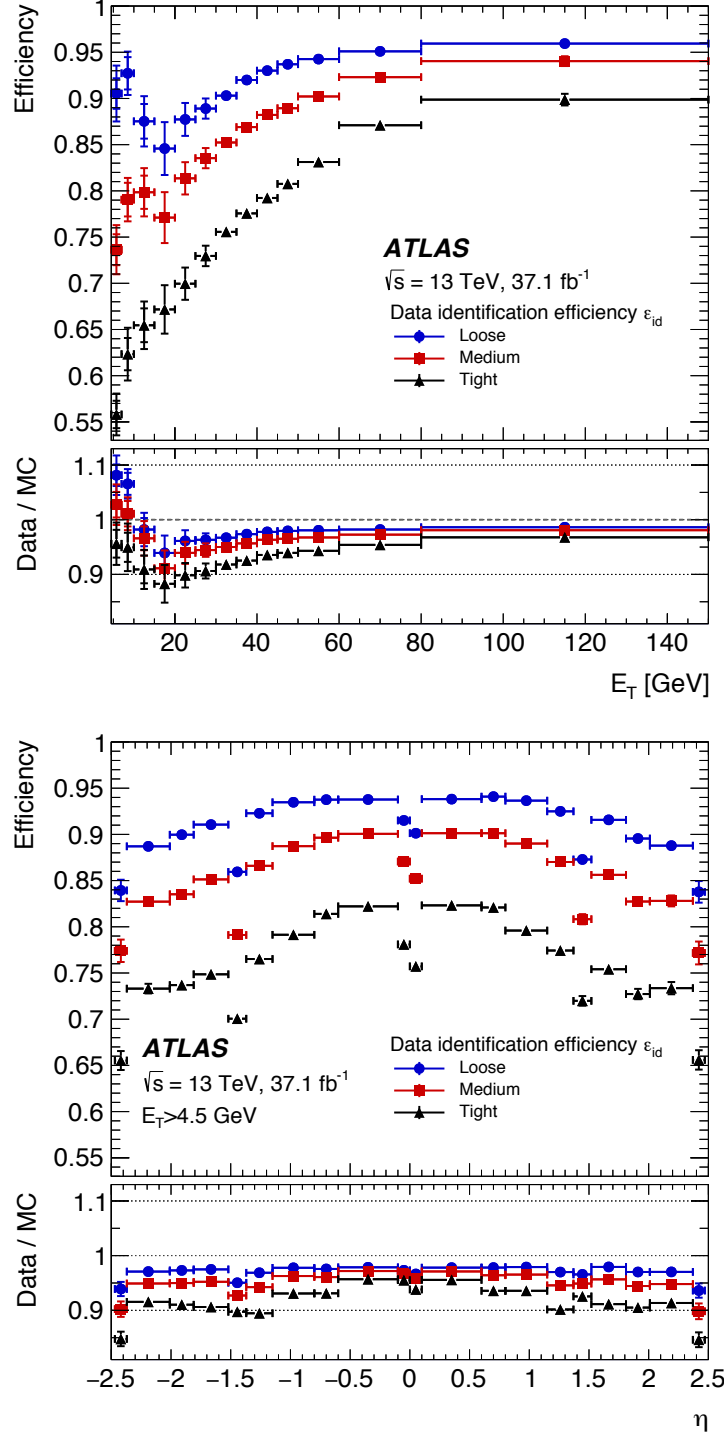 Efficiency
1
0.95
0.9
0.85
0.8
0.75
0.7
0.65
0.6
0.55
ATLAS
√s = 13 TeV, 37.1 fb⁻¹
Data identification efficiency ε_id
Loose
Medium
Tight
Data / MC
1.1
1
0.9
20 40 60 80 100 120 140
E_T [GeV]
Efficiency
1
0.95
0.9
0.85
0.8
0.75
0.7
0.65
0.6
0.55
ATLAS
√s = 13 TeV, 37.1 fb⁻¹
E_T>4.5 GeV
Data identification efficiency ε_id
Loose
Medium
Tight
Data / MC
1.1
1
0.9
−2.5 −2 −1.5 −1 −0.5 0 0.5 1 1.5 2 2.5
η